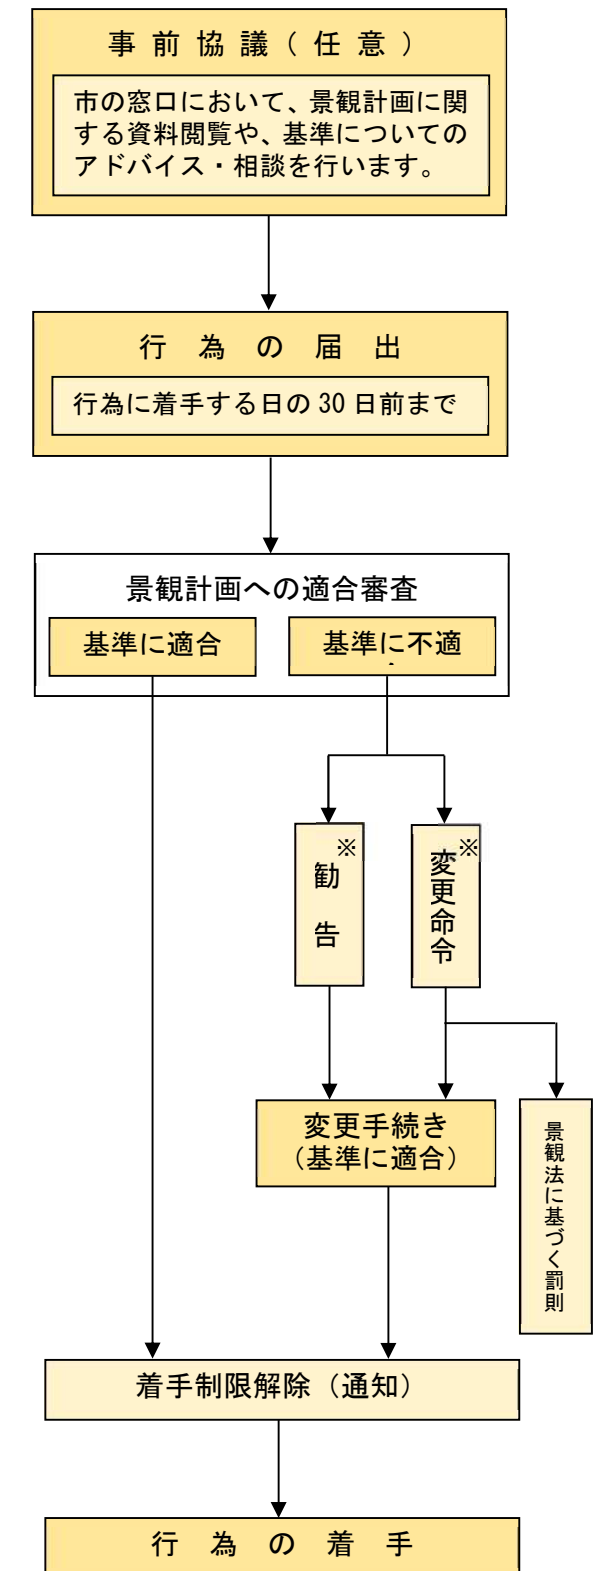 事前協議（任意）
市の窓口において、景観計画に関
する資料閲覧や、基準についての
アドバイス・相談を行います。
行為の届出
行為に着手する日の30日前まで
景観計画への適合審査
基準に適合
基準に不適
※
勧告
※
変更命令
変更手続き
（基準に適合）
景観法に基づく罰則
着手制限解除（通知）
行為の着手